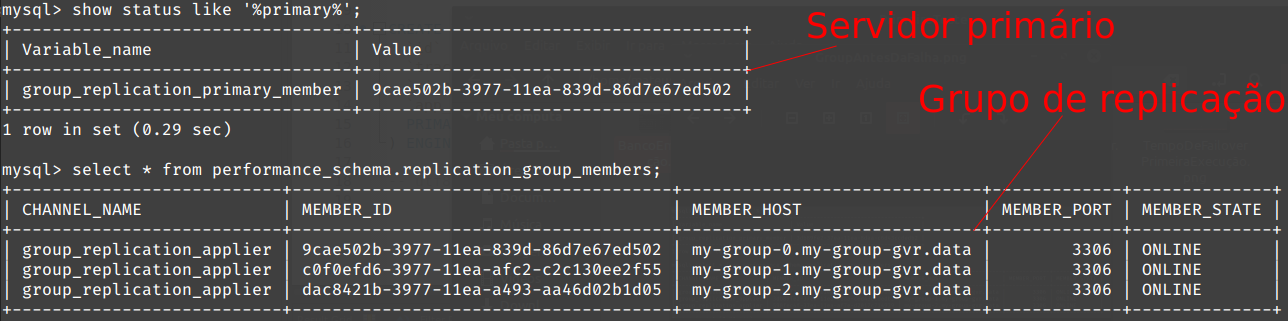 mysql> show status like '%primary%';
Servidor primário
+----------------------------------+--------------------------------------+
| Variable_name                    | Value                                |
+----------------------------------+--------------------------------------+
| group_replication_primary_member | 9cae502b-3977-11ea-839d-86d7e67ed502 |
+----------------------------------+--------------------------------------+
1 row in set (0.29 sec)
Grupo de replicação
mysql> select * from performance_schema.replication_group_members;
+---------------------------+--------------------------------------+------------------------------+-------------+--------------+
| CHANNEL_NAME              | MEMBER_ID                            | MEMBER_HOST                  | MEMBER_PORT | MEMBER_STATE |
+---------------------------+--------------------------------------+------------------------------+-------------+--------------+
| group_replication_applier | 9cae502b-3977-11ea-839d-86d7e67ed502 | my-group-0.my-group-gvr.data |        3306 | ONLINE       |
| group_replication_applier | c0f0efd6-3977-11ea-afc2-c2c130ee2f55 | my-group-1.my-group-gvr.data |        3306 | ONLINE       |
| group_replication_applier | dac8421b-3977-11ea-a493-aa46d02b1d05 | my-group-2.my-group-gvr.data |        3306 | ONLINE       |
+---------------------------+--------------------------------------+------------------------------+-------------+--------------+